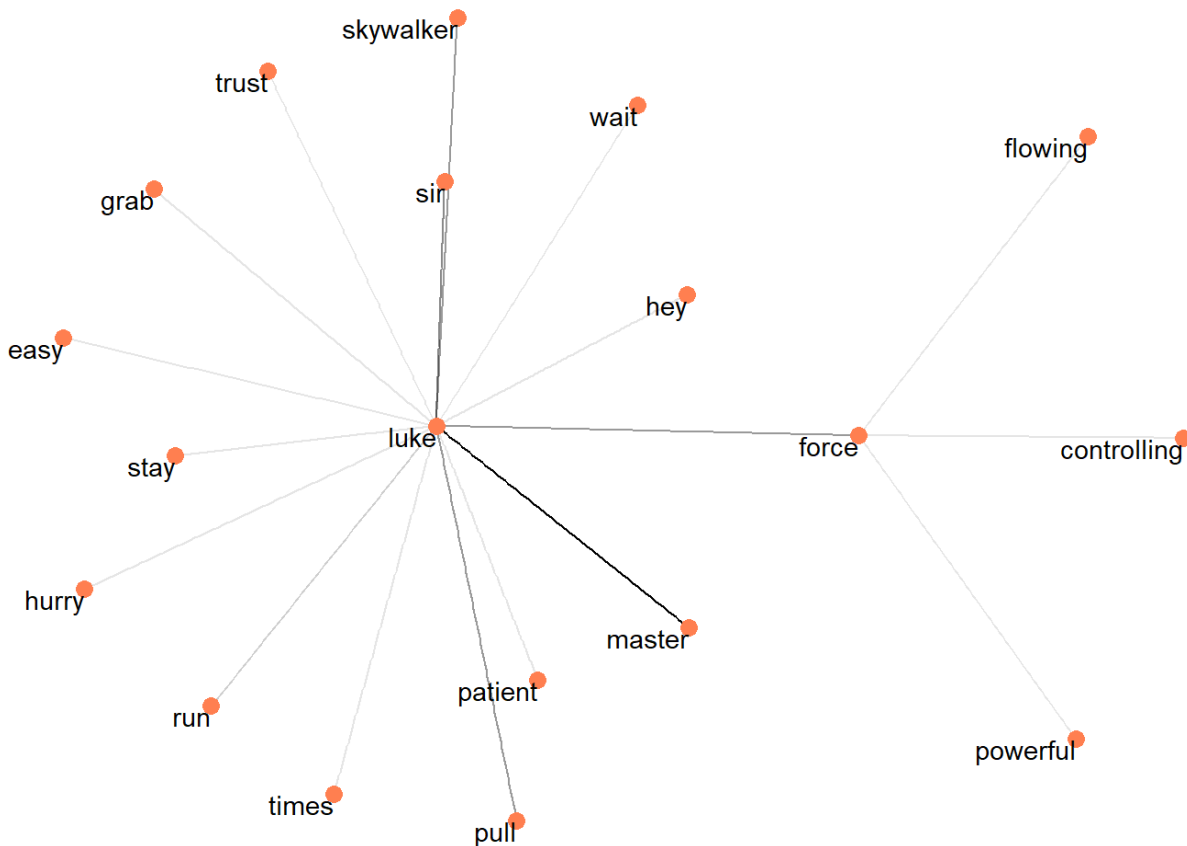 skywalker
trust
wait
flowing
grab
sir
hey
easy
luke
force
controlling
stay
hurry
master
patient
run
powerful
times
pull